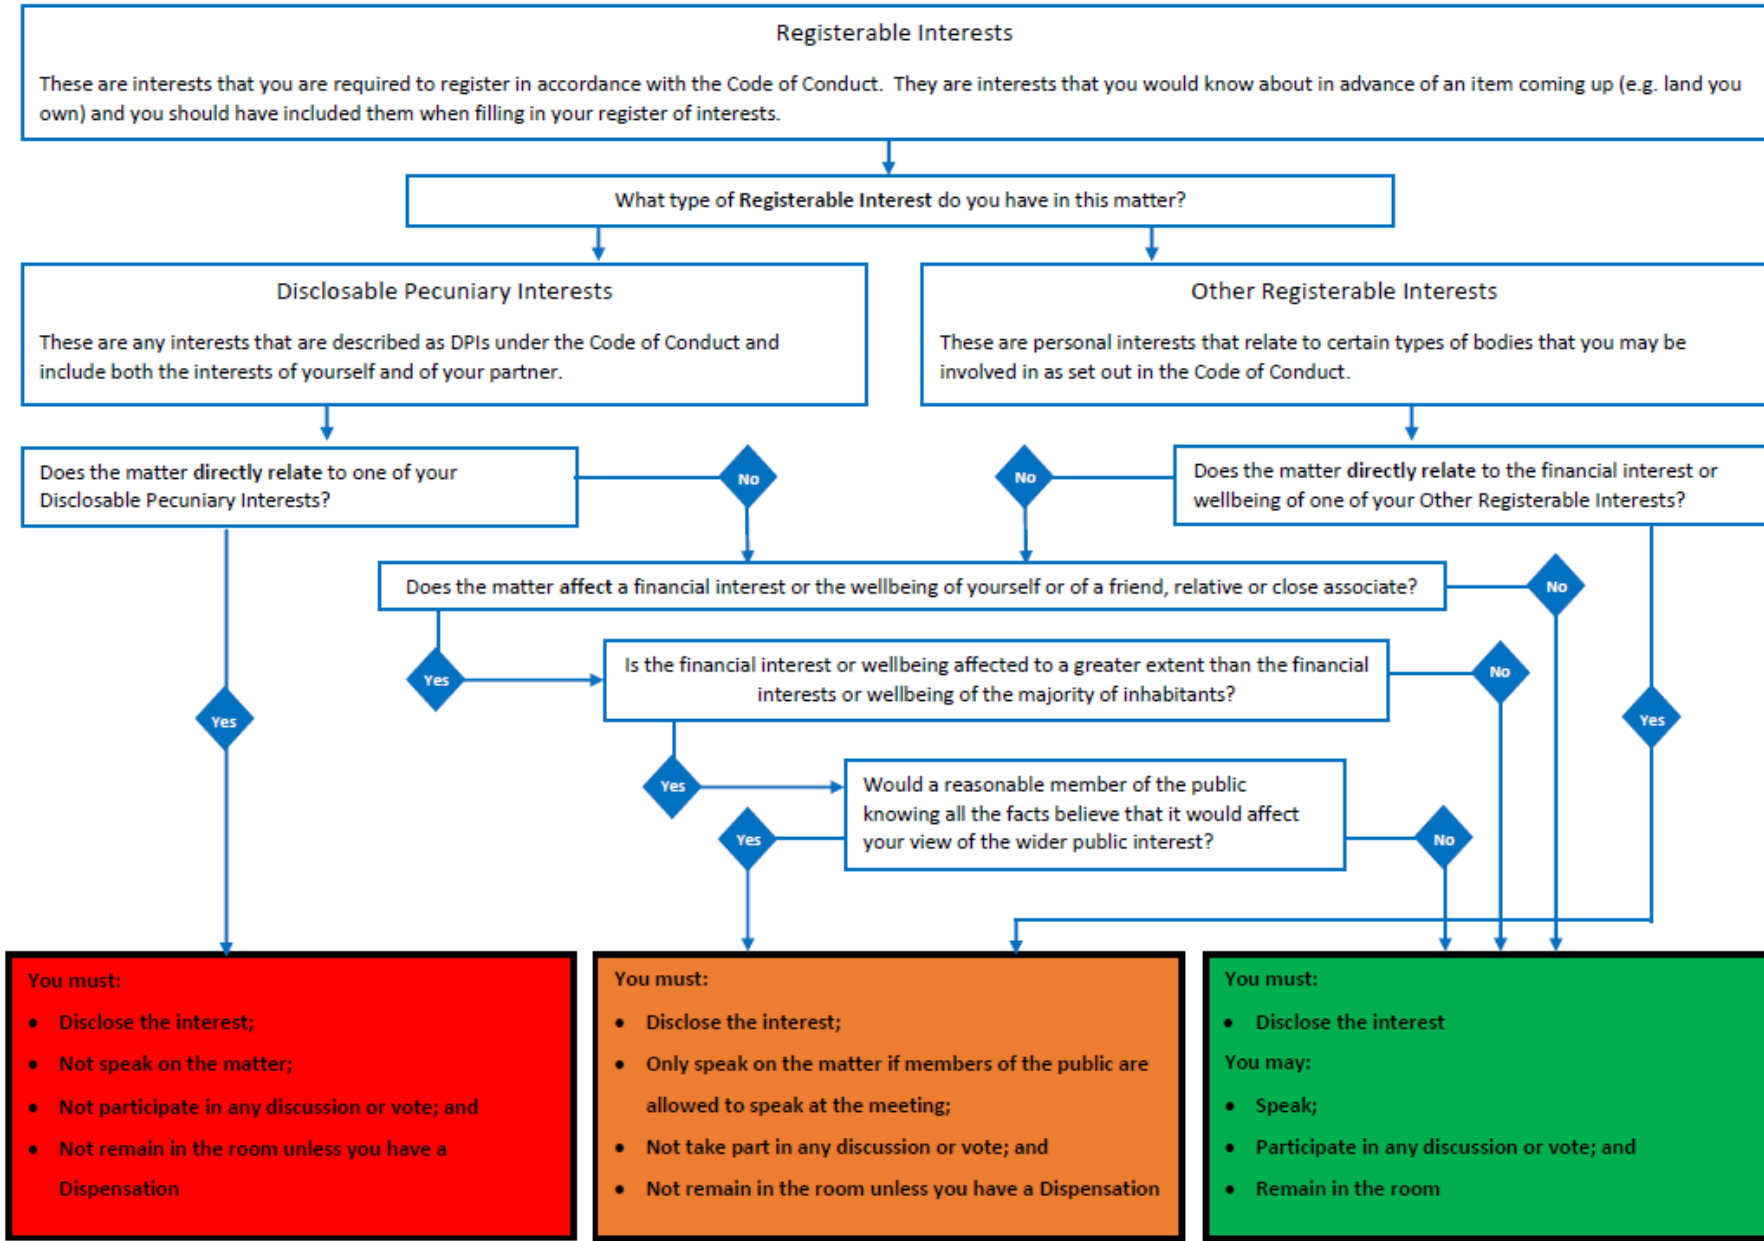 Registerable Interests
These are interests that you are required to register in accordance with the Code of Conduct. They are interests that you would know about in advance of an item coming up (e.g. land you
own) and you should have included them when filling in your register of interests.
What type of Registerable Interest do you have in this matter?
Disclosable Pecuniary Interests
These are any interests that are described as DPIs under the Code of Conduct and
include both the interests of yourself and of your partner.
Other Registerable Interests
These are personal interests that relate to certain types of bodies that you may be
involved in as set out in the Code of Conduct.
Does the matter directly relate to one of your
Disclosable Pecuniary Interests?
No
No
Does the matter directly relate to the financial interest or
wellbeing of one of your Other Registerable Interests?
Does the matter affect a financial interest or the wellbeing of yourself or of a friend, relative or close associate?
No
Yes
Is the financial interest or wellbeing affected to a greater extent than the financial
interests or wellbeing of the majority of inhabitants?
No
Yes
Yes
Yes
Would a reasonable member of the public
knowing all the facts believe that it would affect
your view of the wider public interest?
Yes
No
You must:
• Disclose the interest;
• Not speak on the matter;
• Not participate in any discussion or vote; and
• Not remain in the room unless you have a
Dispensation
You must:
• Disclose the interest;
• Only speak on the matter if members of the public are
allowed to speak at the meeting;
• Not take part in any discussion or vote; and
• Not remain in the room unless you have a Dispensation
You must:
• Disclose the interest
You may:
• Speak;
• Participate in any discussion or vote; and
• Remain in the room